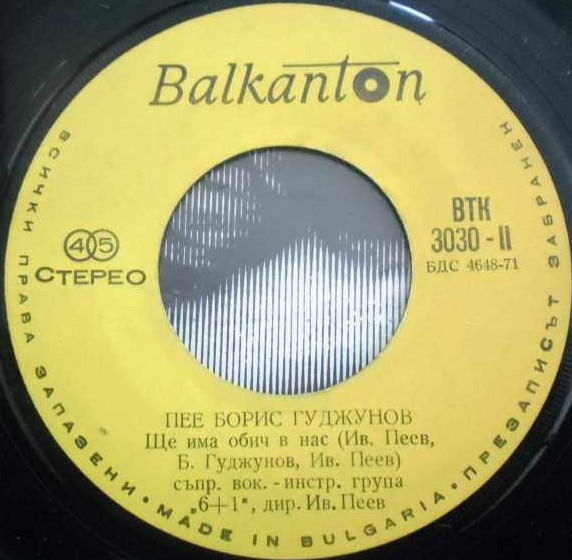 Balkanton
ВСИЧКИ ПРАВА ЗАПАЗЕНИ • MADE IN BULGARIA • ПРЕЗАПИСЪТ ЗАБРАНЕН
45
СТЕРЕО
ВТК
3030 - II
БДС 4648-71
ПЕЕ БОРИС ГУДЖУНОВ
Ще има обич в нас (Ив. Пеев,
Б. Гуджунов, Ив. Пеев)
съпр. вок. - инстр. група
„6+1“, дир. Ив. Пеев